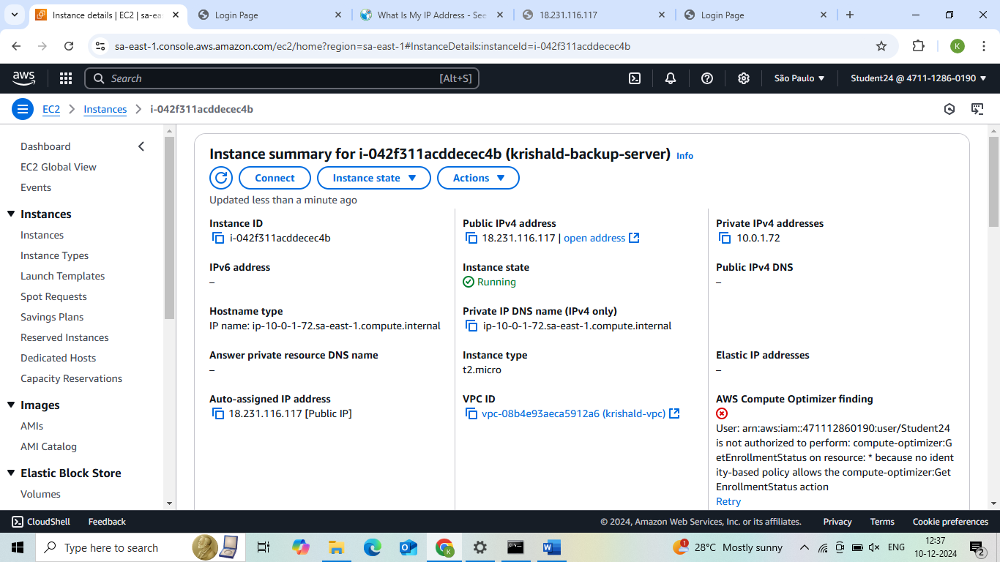 Instance details | EC2 | sa-ea
Login Page
What Is My IP Address - See
18.231.116.117
Login Page
sa-east-1.console.aws.amazon.com/ec2/home?region=sa-east-1#InstanceDetails:instanceId=i-042f311acddecec4b
K
aws
Search
[Alt+S]
São Paulo
Student24 @ 4711-1286-0190
EC2
Instances
i-042f311acddecec4b
Dashboard
EC2 Global View
Events
Instances
Instances
Instance Types
Launch Templates
Spot Requests
Savings Plans
Reserved Instances
Dedicated Hosts
Capacity Reservations
Images
AMIs
AMI Catalog
Elastic Block Store
Volumes
Instance summary for i-042f311acddecec4b (krishald-backup-server) Info
Connect
Instance state
Actions
Updated less than a minute ago
Instance ID
i-042f311acddecec4b
Public IPv4 address
18.231.116.117 | open address
Private IPv4 addresses
10.0.1.72
IPv6 address
–
Instance state
Running
Public IPv4 DNS
–
Hostname type
IP name: ip-10-0-1-72.sa-east-1.compute.internal
Private IP DNS name (IPv4 only)
ip-10-0-1-72.sa-east-1.compute.internal
Answer private resource DNS name
–
Instance type
t2.micro
Elastic IP addresses
–
Auto-assigned IP address
18.231.116.117 [Public IP]
VPC ID
vpc-08b4e93aeca5912a6 (krishald-vpc)
AWS Compute Optimizer finding
User: arn:aws:iam::471112860190:user/Student24
is not authorized to perform: compute-optimizer:G
etEnrollmentStatus on resource: * because no ident
ity-based policy allows the compute-optimizer:Get
EnrollmentStatus action
Retry
CloudShell
Feedback
© 2024, Amazon Web Services, Inc. or its affiliates.
Privacy
Terms
Cookie preferences
Type here to search
K
1
28°C Mostly sunny
ENG
12:37
10-12-2024
2